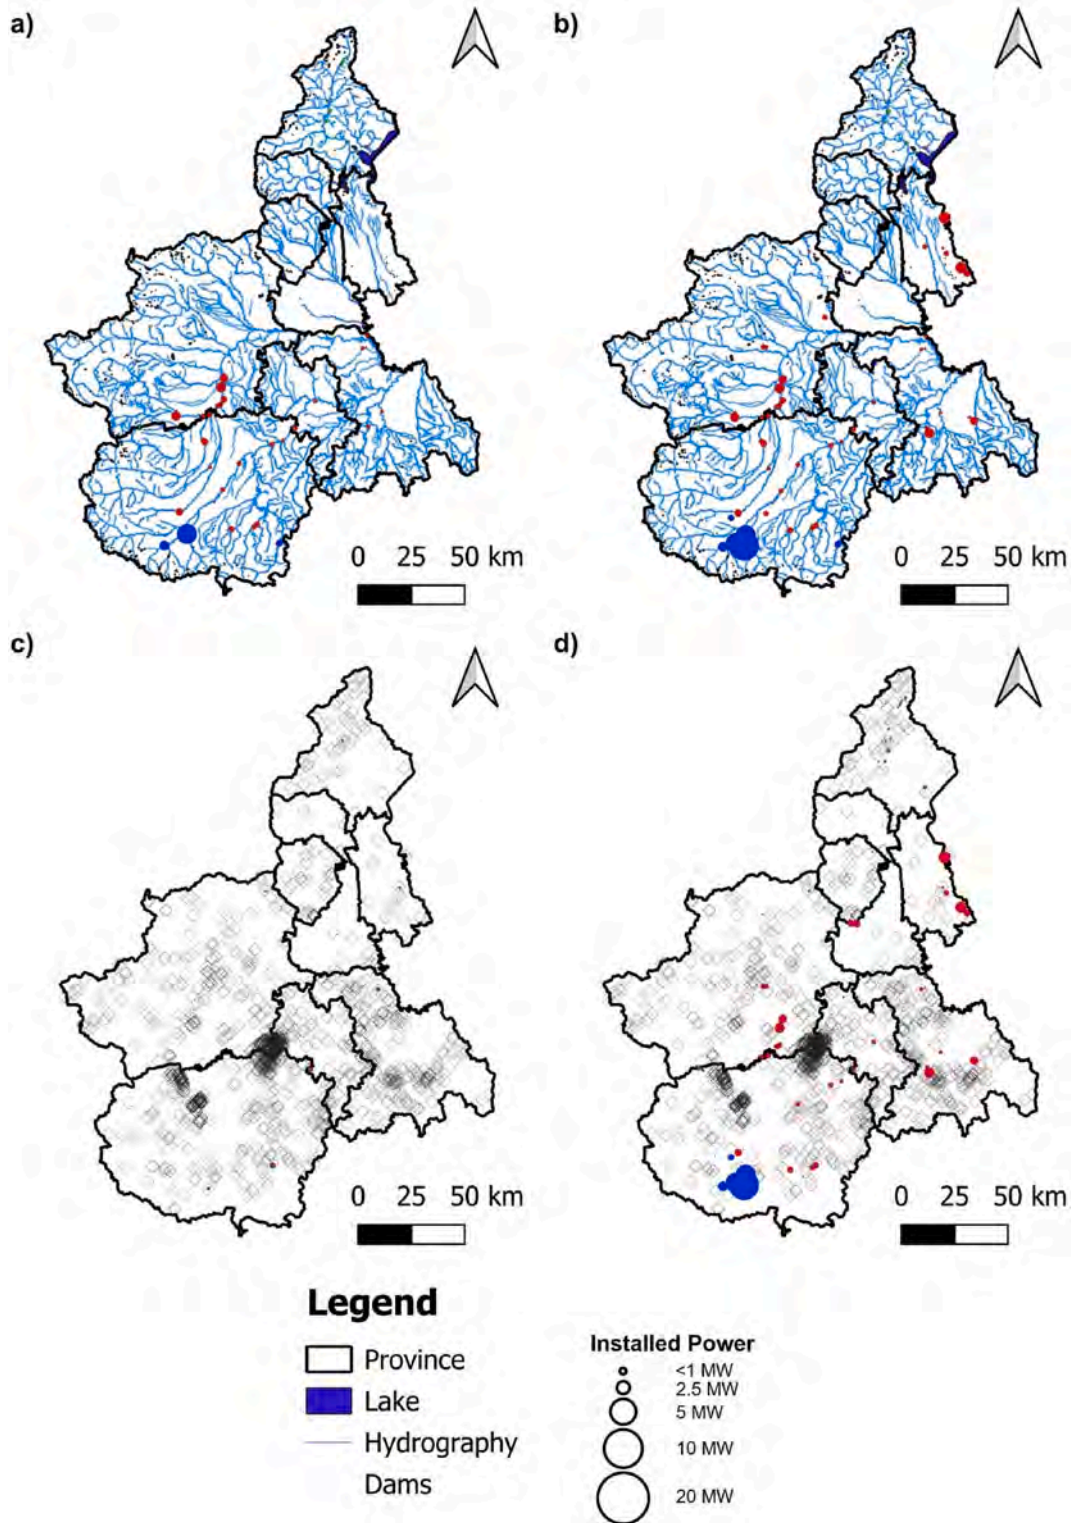 a)
b)
0 25 50 km
0 25 50 km
c)
d)
0 25 50 km
0 25 50 km
Legend
Province
Lake
Hydrography
Dams
Installed Power
<1 MW
2.5 MW
5 MW
10 MW
20 MW